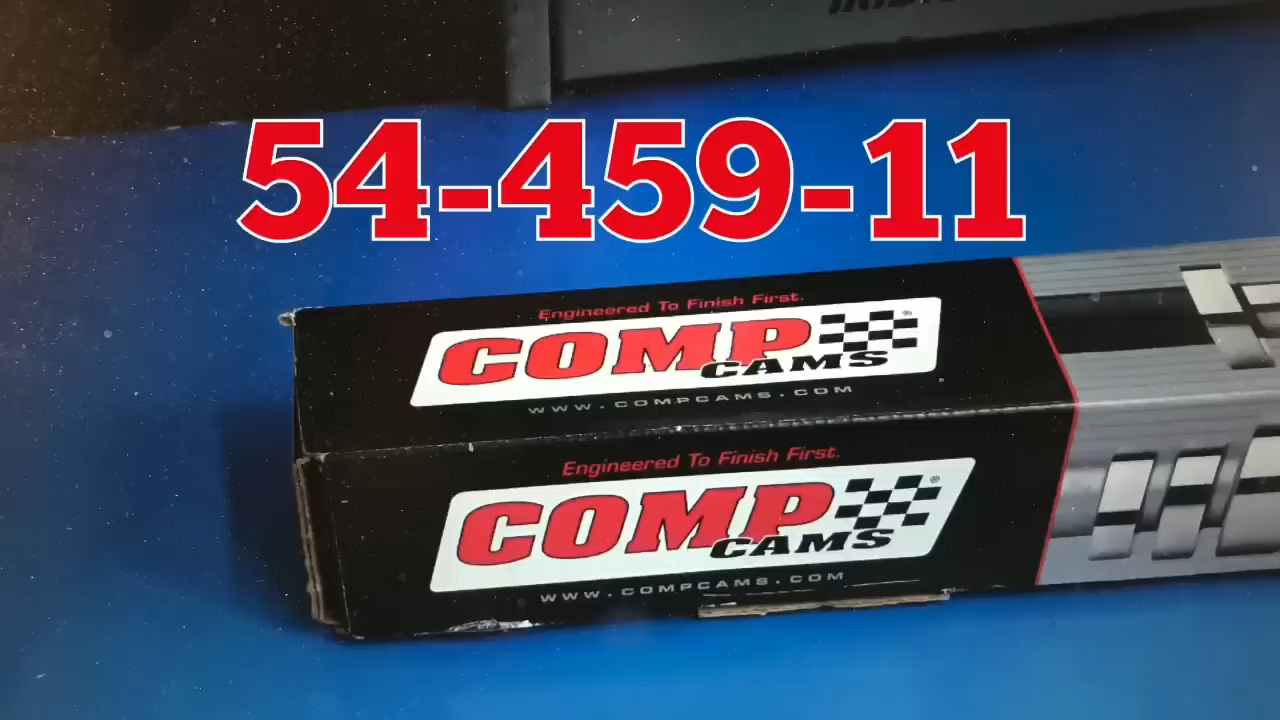 54-459-11
Engineered To Finish First.
COMP
CAMS
®
WWW.COMPCAMS.COM
Engineered To Finish First.
COMP
CAMS
®
WWW.COMPCAMS.COM